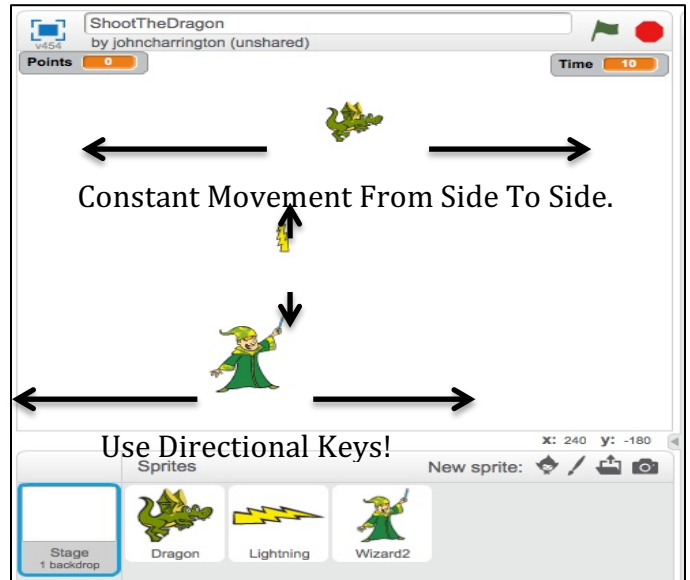 ShootTheDragon
v454
by johncharrington (unshared)
Points 0
Time 10
Constant Movement From Side To Side.
Use Directional Keys!
x: 240 y: -180
Sprites
New sprite:
Stage
1 backdrop
Dragon
Lightning
Wizard2